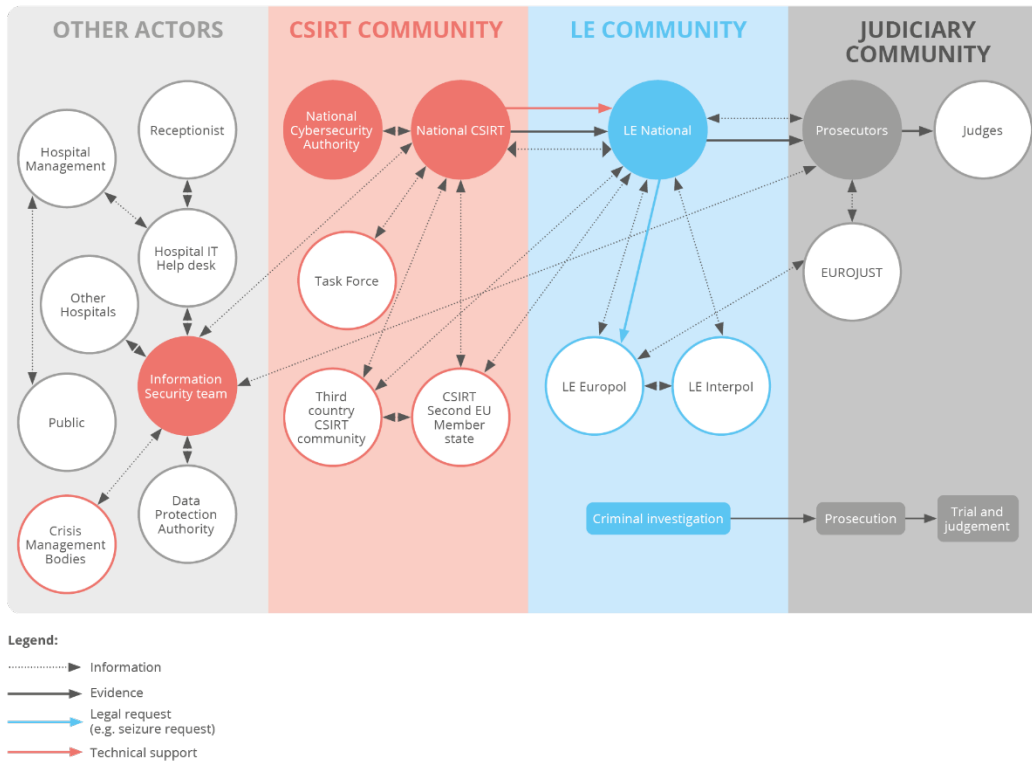 OTHER ACTORS
CSIRT COMMUNITY
LE COMMUNITY
JUDICIARY
COMMUNITY
Receptionist
Hospital
Management
Hospital IT
Help desk
Other
Hospitals
Information
Security team
Public
Data
Protection
Authority
Crisis
Management
Bodies
National
Cybersecurity
Authority
National CSIRT
Task Force
Third
country
CSIRT
community
CSIRT
Second EU
Member
state
LE National
LE Europol
LE Interpol
Prosecutors
Judges
EUROJUST
Criminal investigation
Prosecution
Trial and
judgement
Legend:
Information
Evidence
Legal request
(e.g. seizure request)
Technical support